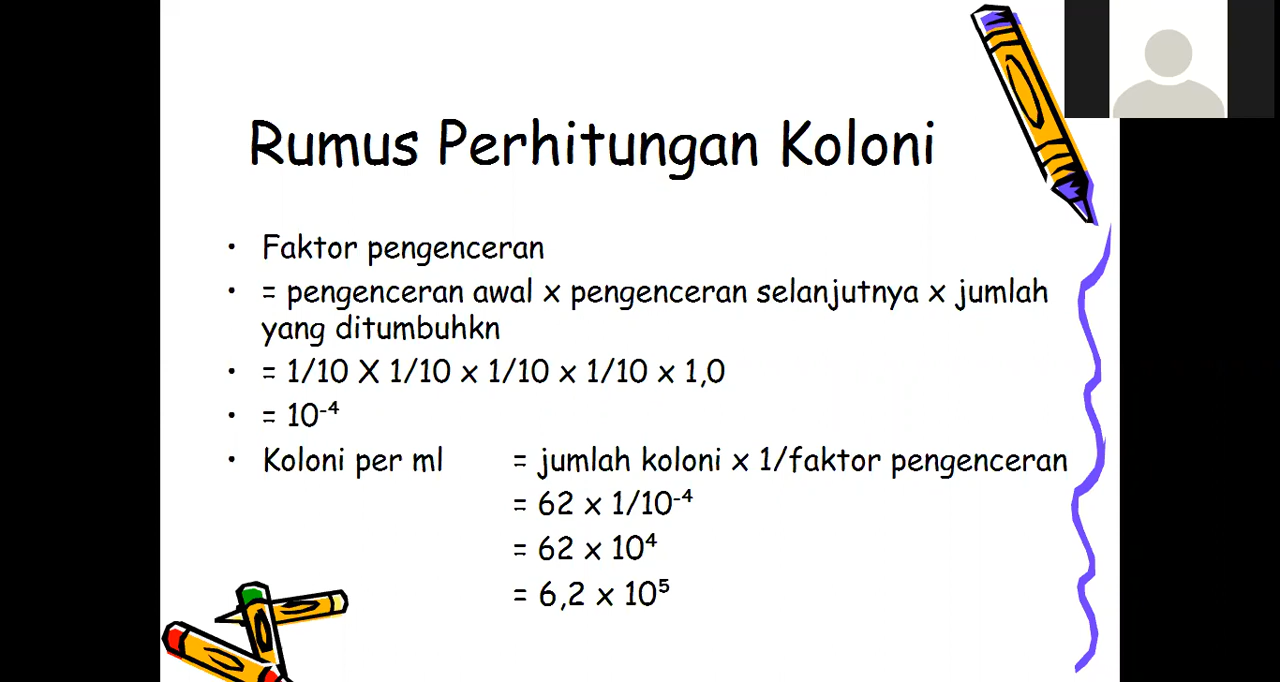 Rumus Perhitungan Koloni
• Faktor pengenceran
• = pengenceran awal x pengenceran selanjutnya x jumlah
yang ditumbuhkn
• = 1/10 X 1/10 x 1/10 x 1/10 x 1,0
• = 10⁻⁴
• Koloni per ml = jumlah koloni x 1/faktor pengenceran
= 62 x 1/10⁻⁴
= 62 x 10⁴
= 6,2 x 10⁵